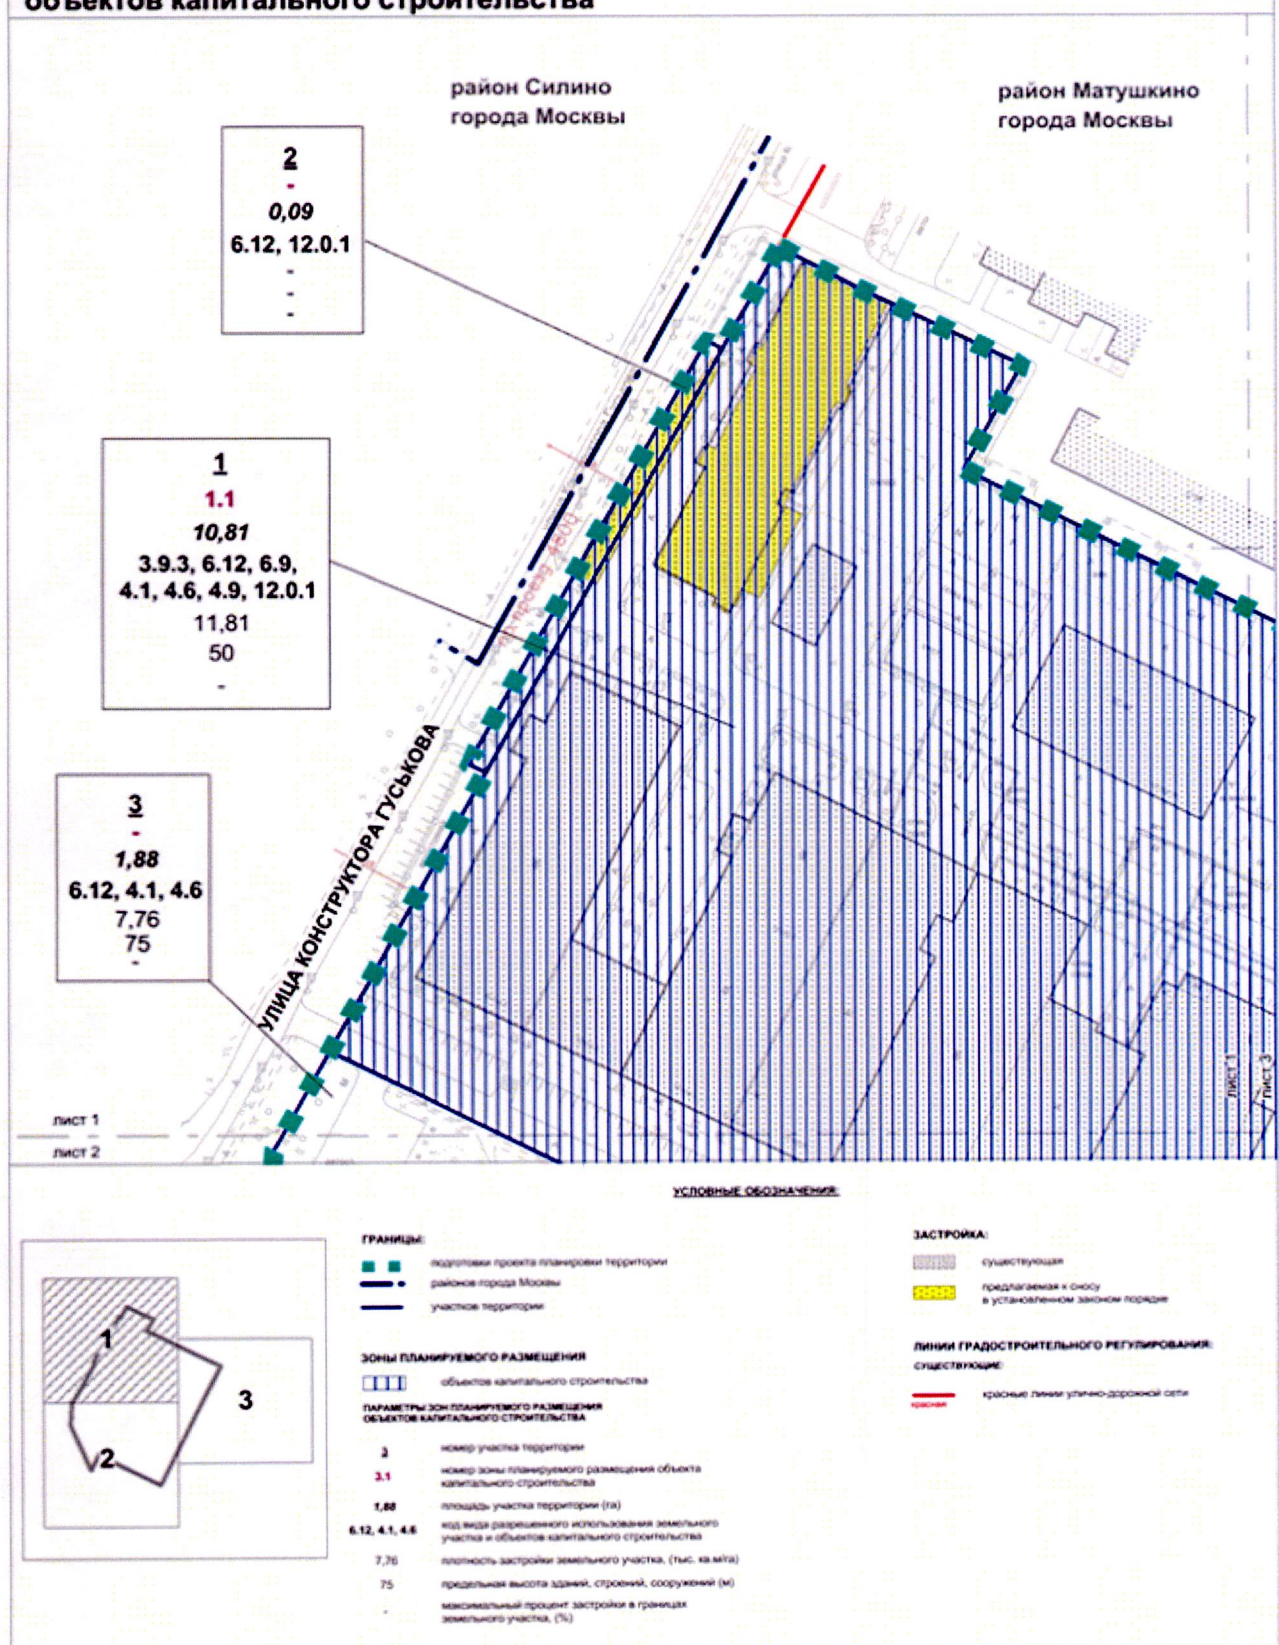 объектов капитального строительства
район Силино
города Москвы
район Матушкино
города Москвы
2
-
0,09
6.12, 12.0.1
-
-
-
1
1.1
10,81
3.9.3, 6.12, 6.9,
4.1, 4.6, 4.9, 12.0.1
11,81
50
-
3
-
1,88
6.12, 4.1, 4.6
7,76
75
-
УЛИЦА КОНСТРУКТОРА ГУСЬКОВА
лист 1
лист 2
лист 1
лист 3
УСЛОВНЫЕ ОБОЗНАЧЕНИЯ:
ГРАНИЦЫ:
подготовки проекта планировки территории
районов города Москвы
участков территории
ЗОНЫ ПЛАНИРУЕМОГО РАЗМЕЩЕНИЯ
объектов капитального строительства
ПАРАМЕТРЫ ЗОН ПЛАНИРУЕМОГО РАЗМЕЩЕНИЯ
ОБЪЕКТОВ КАПИТАЛЬНОГО СТРОИТЕЛЬСТВА
3
номер участка территории
3.1
номер зоны планируемого размещения объекта
капитального строительства
1,88
площадь участка территории (га)
6.12, 4.1, 4.6
код вида разрешенного использования земельного
участка и объектов капитального строительства
7,76
плотность застройки земельного участка, (тыс. кв.м/га)
75
предельная высота зданий, строений, сооружений (м)
-
максимальный процент застройки в границах
земельного участка, (%)
ЗАСТРОЙКА:
существующая
предлагаемая к сносу
в установленном законом порядке
ЛИНИИ ГРАДОСТРОИТЕЛЬНОГО РЕГУЛИРОВАНИЯ:
СУЩЕСТВУЮЩИЕ:
красная
красные линии улично-дорожной сети
1
2
3